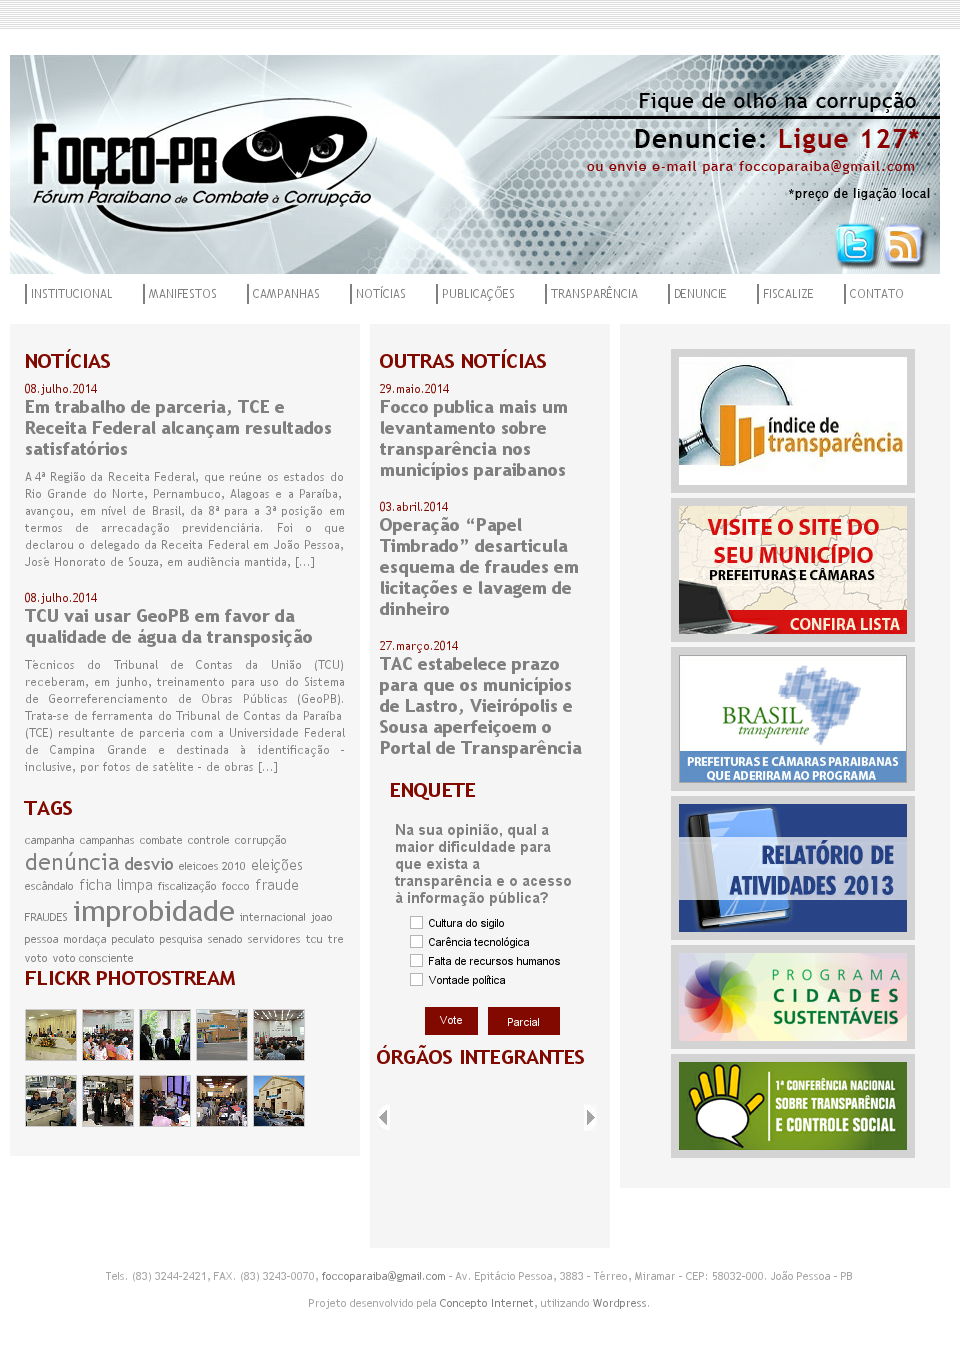 Focco-PB
Fórum Paraibano de Combate à Corrupção
Fique de olho na corrupção
Denuncie: Ligue 127*
ou envie e-mail para foccoparaiba@gmail.com
*preço de ligação local
INSTITUCIONAL
MANIFESTOS
CAMPANHAS
NOTÍCIAS
PUBLICAÇÕES
TRANSPARÊNCIA
DENUNCIE
FISCALIZE
CONTATO
NOTÍCIAS
08.julho.2014
Em trabalho de parceria, TCE e
Receita Federal alcançam resultados
satisfatórios
A 4ª Região da Receita Federal, que reúne os estados do
Rio Grande do Norte, Pernambuco, Alagoas e a Paraíba,
avançou, em nível de Brasil, da 8ª para a 3ª posição em
termos de arrecadação previdenciária. Foi o que
declarou o delegado da Receita Federal em João Pessoa,
José Honorato de Souza, em audiência mantida, [...]
08.julho.2014
TCU vai usar GeoPB em favor da
qualidade de água da transposição
Técnicos do Tribunal de Contas da União (TCU)
receberam, em junho, treinamento para uso do Sistema
de Georreferenciamento de Obras Públicas (GeoPB).
Trata-se de ferramenta do Tribunal de Contas da Paraíba
(TCE) resultante de parceria com a Universidade Federal
de Campina Grande e destinada à identificação -
inclusive, por fotos de satélite - de obras [...]
TAGS
campanha campanhas combate controle corrupção
denúncia desvio eleicoes 2010 eleições
escândalo ficha limpa fiscalização focco fraude
FRAUDES improbidade internacional joao
pessoa mordaça peculato pesquisa senado servidores tcu tre
voto voto consciente
FLICKR PHOTOSTREAM
OUTRAS NOTÍCIAS
29.maio.2014
Focco publica mais um
levantamento sobre
transparência nos
municípios paraibanos
03.abril.2014
Operação “Papel
Timbrado” desarticula
esquema de fraudes em
licitações e lavagem de
dinheiro
27.março.2014
TAC estabelece prazo
para que os municípios
de Lastro, Vieirópolis e
Sousa aperfeiçoem o
Portal de Transparência
ENQUETE
Na sua opinião, qual a
maior dificuldade para
que exista a
transparência e o acesso
à informação pública?
Cultura do sigilo
Carência tecnológica
Falta de recursos humanos
Vontade política
Vote
Parcial
ÓRGÃOS INTEGRANTES
índice de
transparência
VISITE O SITE DO
SEU MUNICÍPIO
PREFEITURAS E CÂMARAS
CONFIRA LISTA
BRASIL
transparente
PREFEITURAS E CÂMARAS PARAIBANAS
QUE ADERIRAM AO PROGRAMA
RELATÓRIO DE
ATIVIDADES 2013
PROGRAMA
CIDADES
SUSTENTÁVEIS
1ª CONFERÊNCIA NACIONAL
SOBRE TRANSPARÊNCIA
E CONTROLE SOCIAL
Tels. (83) 3244-2421, FAX. (83) 3243-0070, foccoparaiba@gmail.com - Av. Epitácio Pessoa, 3883 - Térreo, Miramar - CEP: 58032-000. João Pessoa - PB
Projeto desenvolvido pela Concepto Internet, utilizando Wordpress.